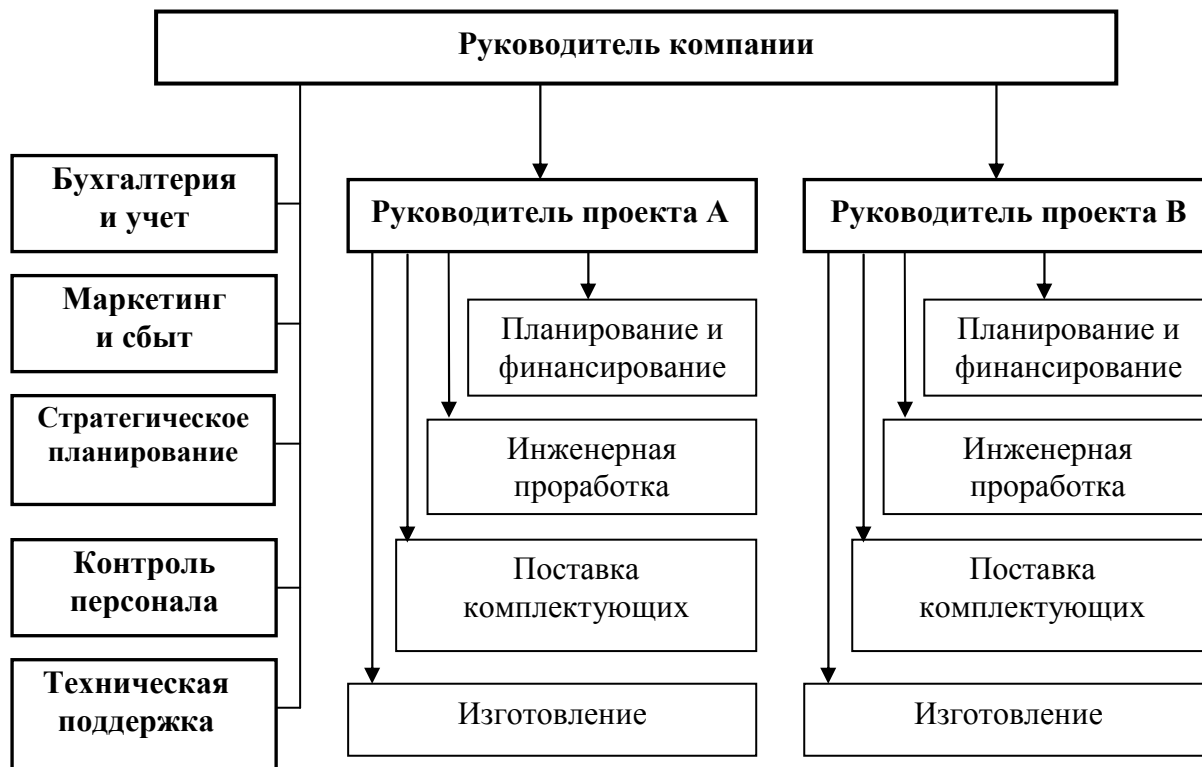 Руководитель компании
Бухгалтерия
и учет
Маркетинг
и сбыт
Стратегическое
планирование
Контроль
персонала
Техническая
поддержка
Руководитель проекта А
Планирование и
финансирование
Инженерная
проработка
Поставка
комплектующих
Изготовление
Руководитель проекта В
Планирование и
финансирование
Инженерная
проработка
Поставка
комплектующих
Изготовление